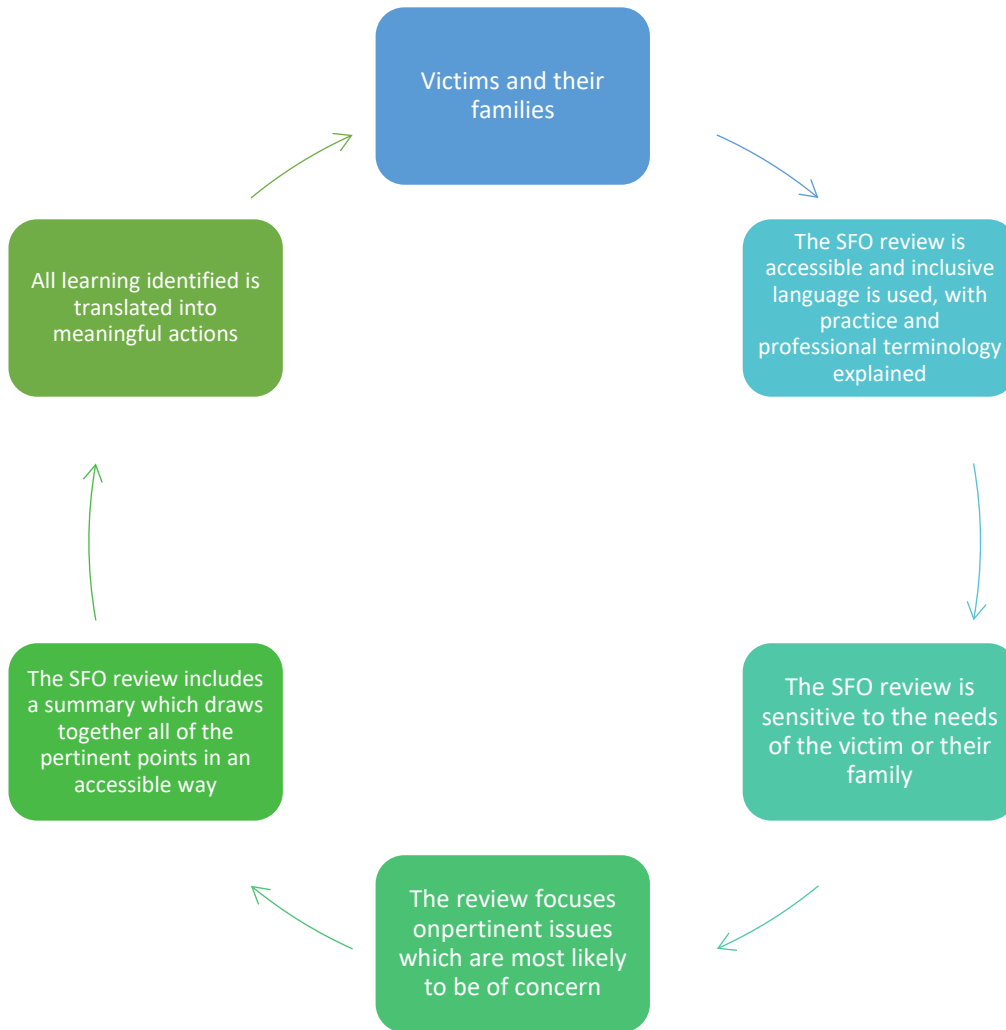 Victims and their
families
The SFO review is
accessible and inclusive
language is used, with
practice and
professional terminology
explained
The SFO review is
sensitive to the needs
of the victim or their
family
The review focuses
onpertinent issues
which are most likely
to be of concern
The SFO review includes
a summary which draws
together all of the
pertinent points in an
accessible way
All learning identified is
translated into
meaningful actions